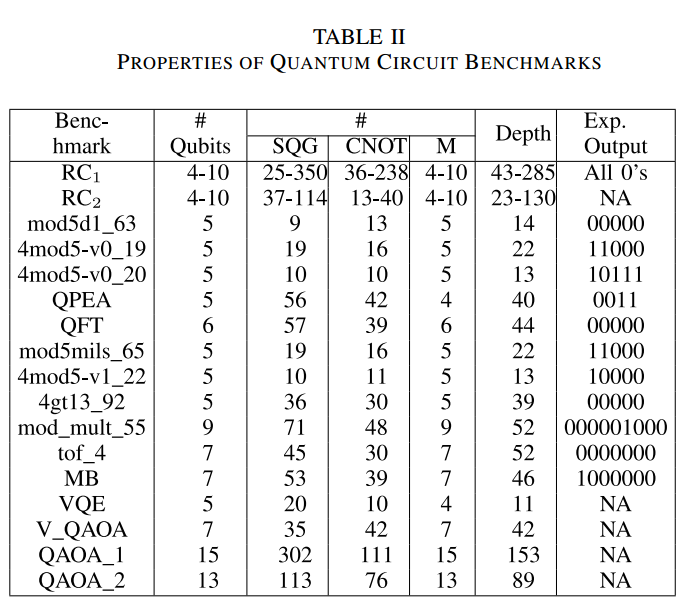 TABLE II
PROPERTIES OF QUANTUM CIRCUIT BENCHMARKS
Benc- # # Depth Exp.
hmark Qubits SQG CNOT M Output
RC₁ 4-10 25-350 36-238 4-10 43-285 All 0's
RC₂ 4-10 37-114 13-40 4-10 23-130 NA
mod5d1_63 5 9 13 5 14 00000
4mod5-v0_19 5 19 16 5 22 11000
4mod5-v0_20 5 10 10 5 13 10111
QPEA 5 56 42 4 40 0011
QFT 6 57 39 6 44 00000
mod5mils_65 5 19 16 5 22 11000
4mod5-v1_22 5 10 11 5 13 10000
4gt13_92 5 36 30 5 39 00000
mod_mult_55 9 71 48 9 52 000001000
tof_4 7 45 30 7 52 0000000
MB 7 53 39 7 46 1000000
VQE 5 20 10 4 11 NA
V_QAOA 7 35 42 7 42 NA
QAOA_1 15 302 111 15 153 NA
QAOA_2 13 113 76 13 89 NA